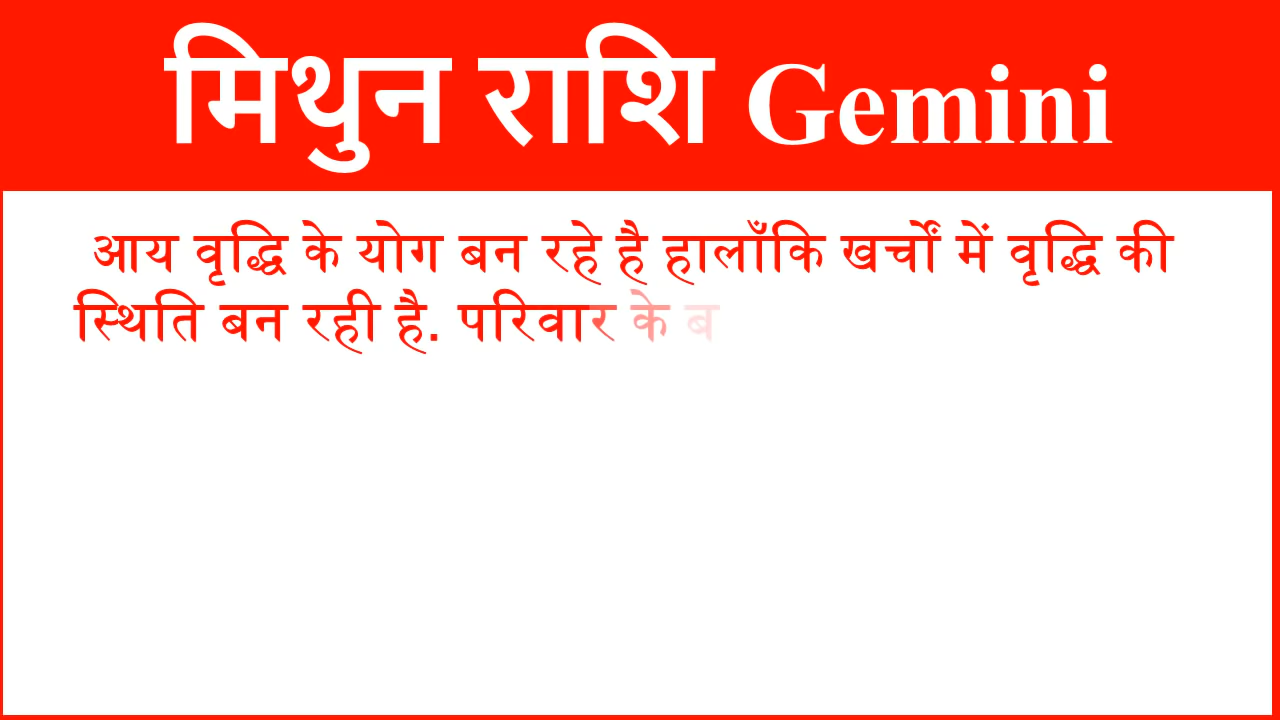 मिथुन राशि Gemini
आय वृद्धि के योग बन रहे है हालाँकि खर्चों में वृद्धि की
स्थिति बन रही है. परिवार के ब